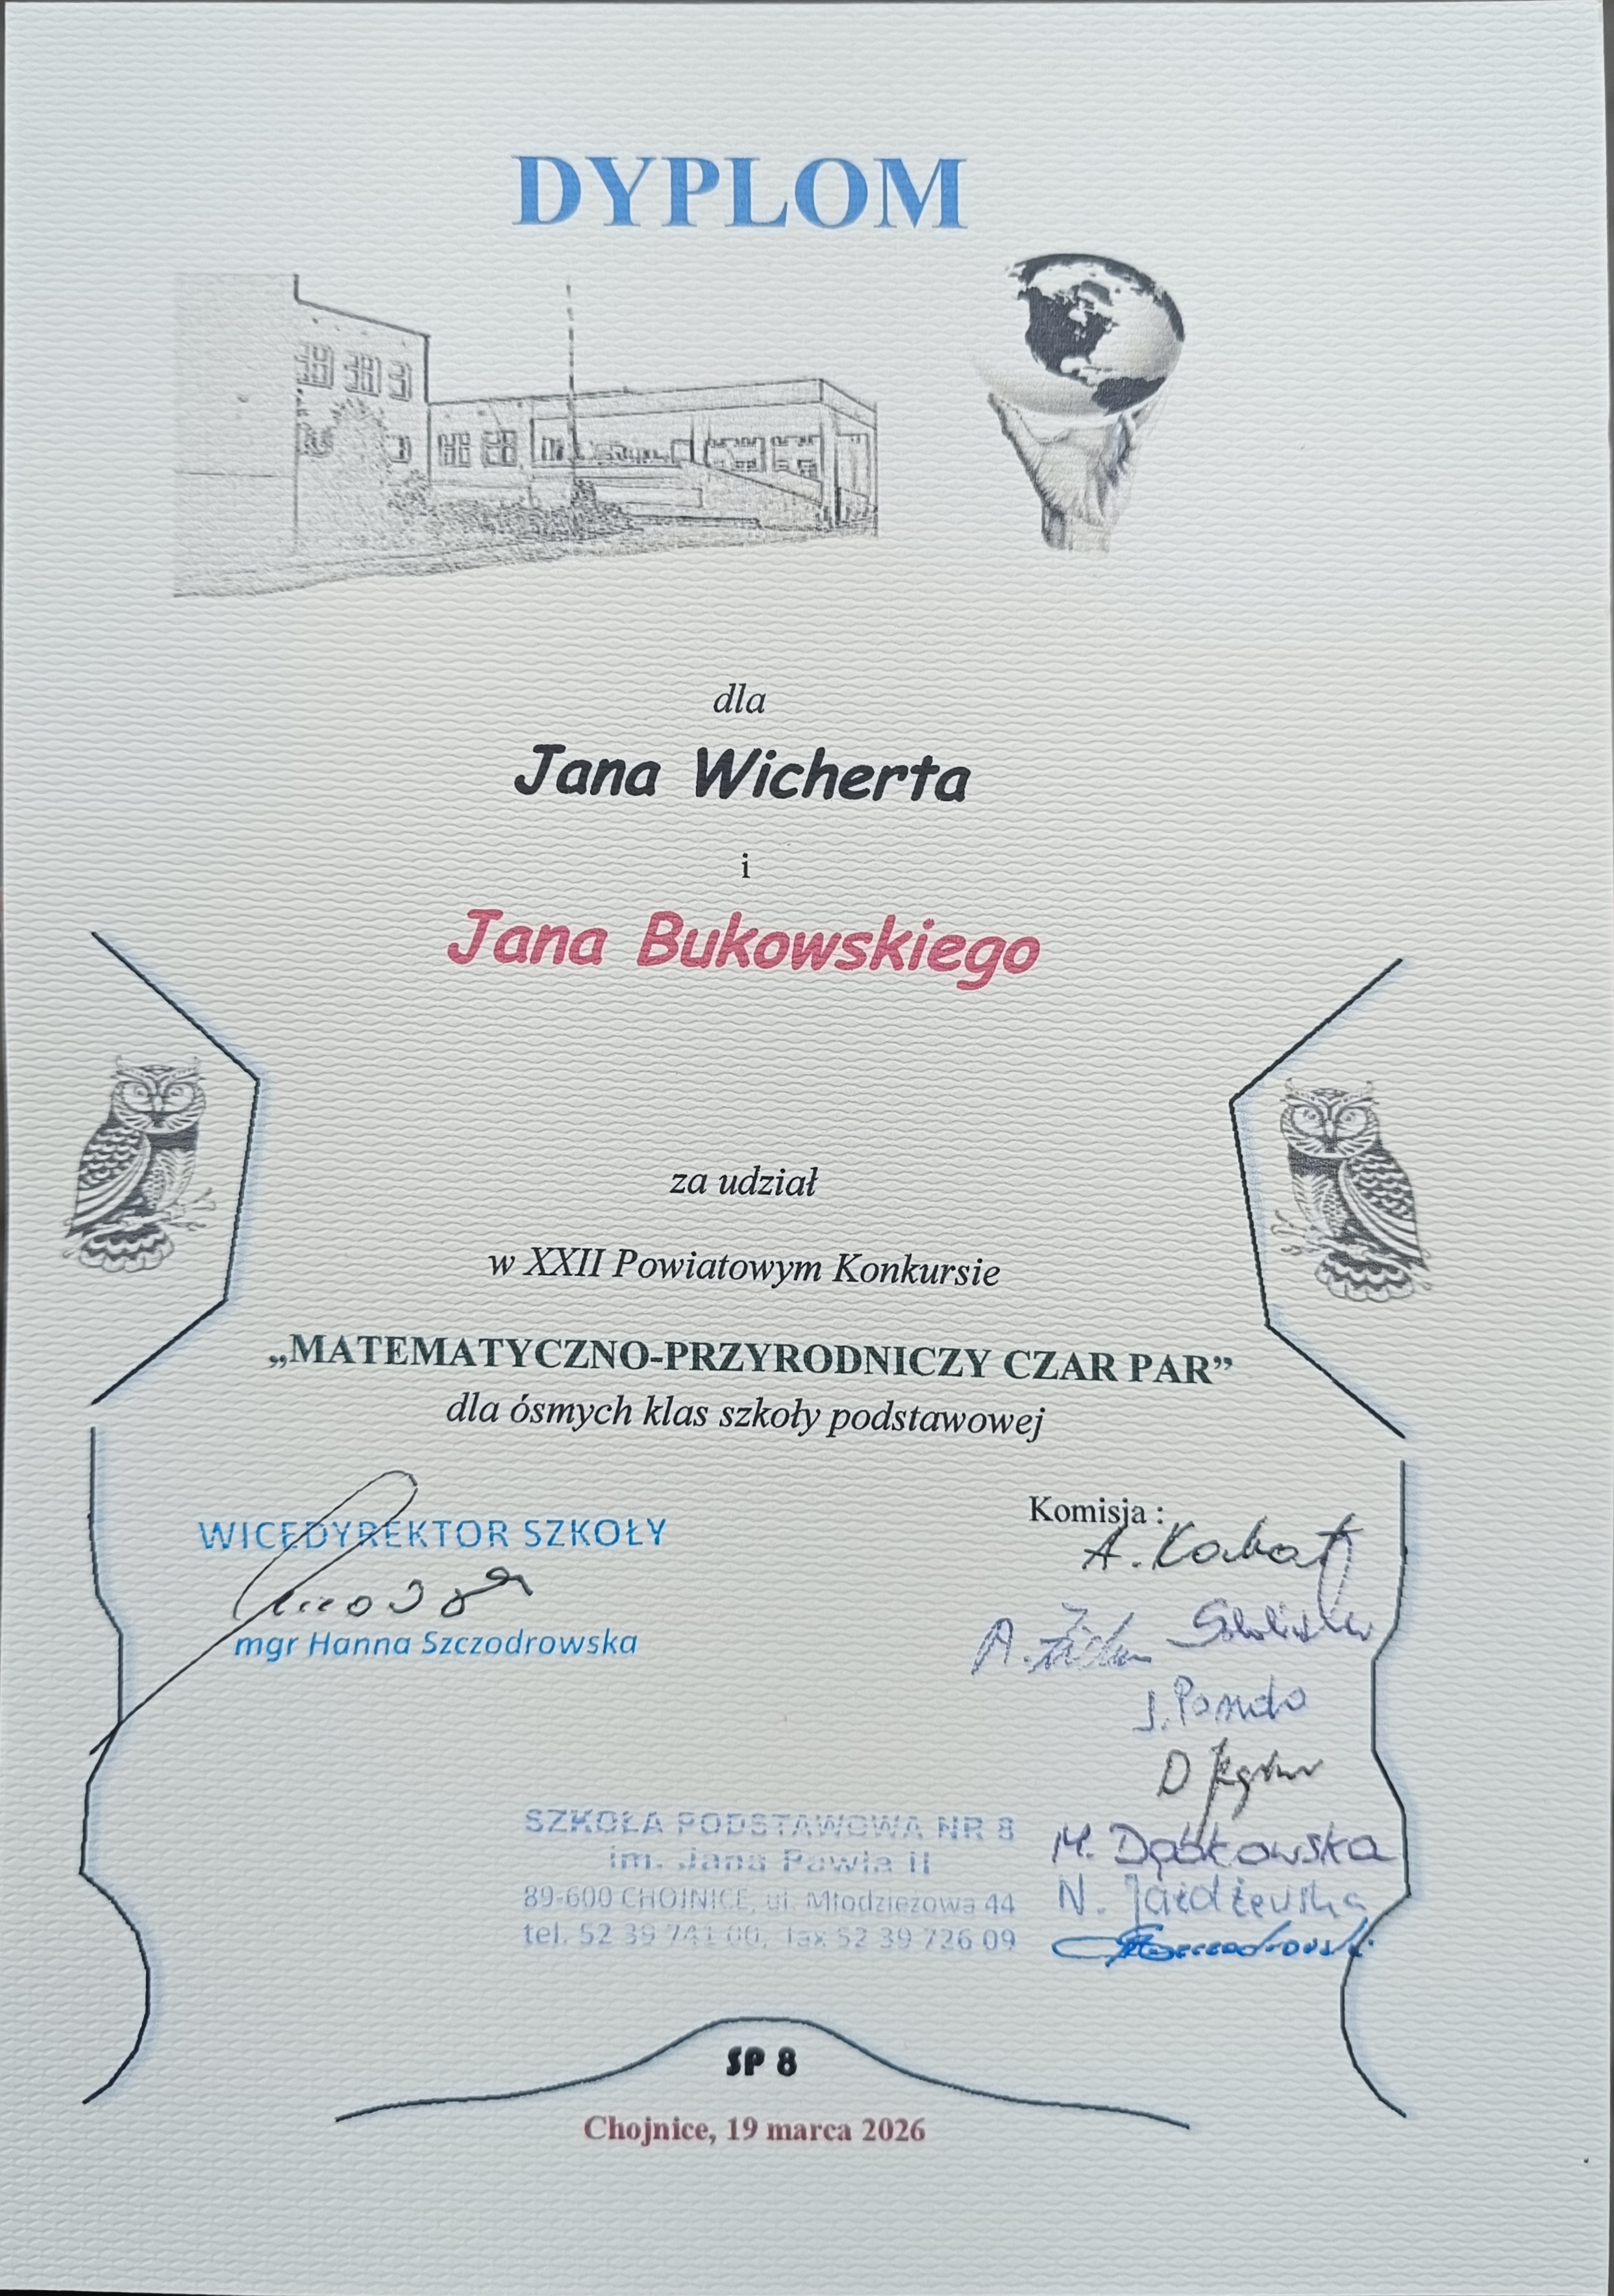 DYPLOM
dla
Jana Wicherta
i
Jana Bukowskiego
za udział
w XXII Powiatowym Konkursie
„MATEMATYCZNO-PRZYRODNICZY CZAR PAR”
dla ósmych klas szkoły podstawowej
WICEDYREKTOR SZKOŁY
mgr Hanna Szczodrowska
Komisja :
A. Kabat
A.
J. Pando
D
M. Dąbkowska
N. Jażdżewska
SZKOŁA PODSTAWOWA NR 8
im. Jana Pawła II
89-600 CHOJNICE, ul. Młodzieżowa 44
tel. 52 39 741 00, fax 52 39 726 09
SP 8
Chojnice, 19 marca 2026